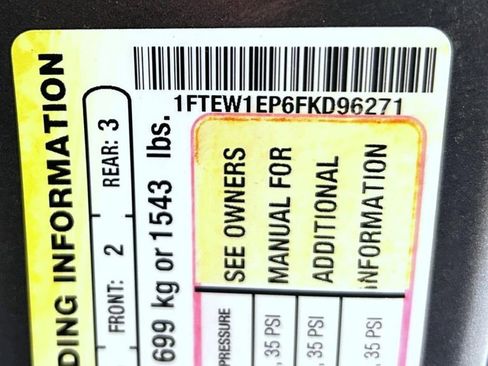 1FTEW1EP6FKD96271
DING INFORMATION
FRONT: 2 REAR: 3
699 kg or 1543 lbs.
SEE OWNERS
MANUAL FOR
ADDITIONAL
INFORMATION
PRESSURE
, 35 PSI
, 35 PSI
, 35 PSI